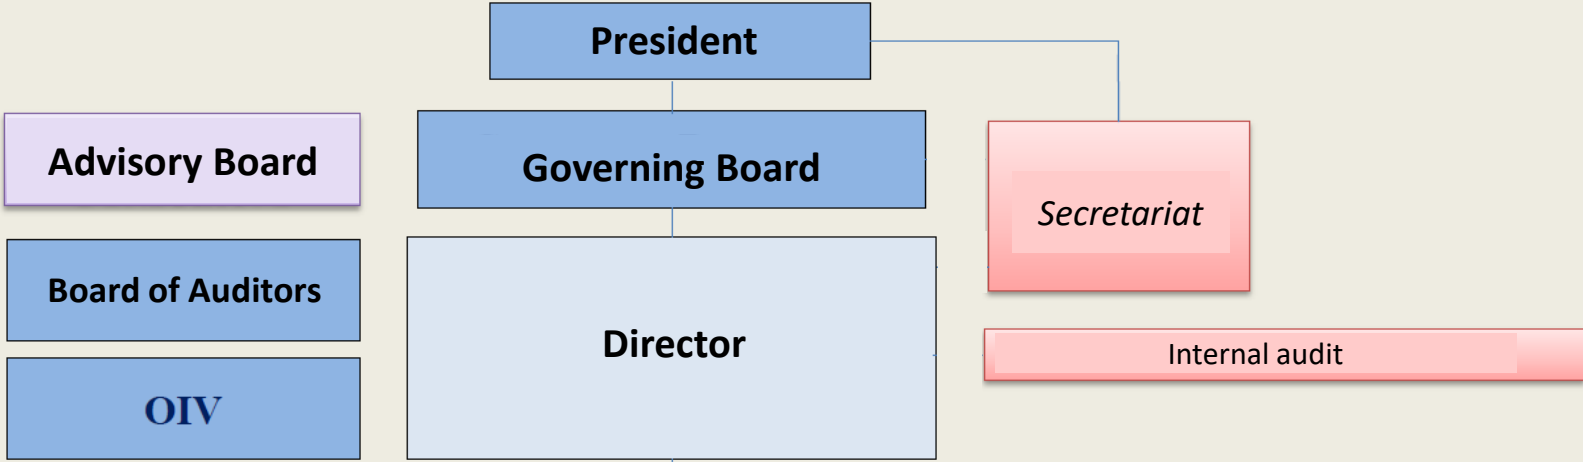 President
Advisory Board
Governing Board
Secretariat
Board of Auditors
Director
Internal audit
OIV